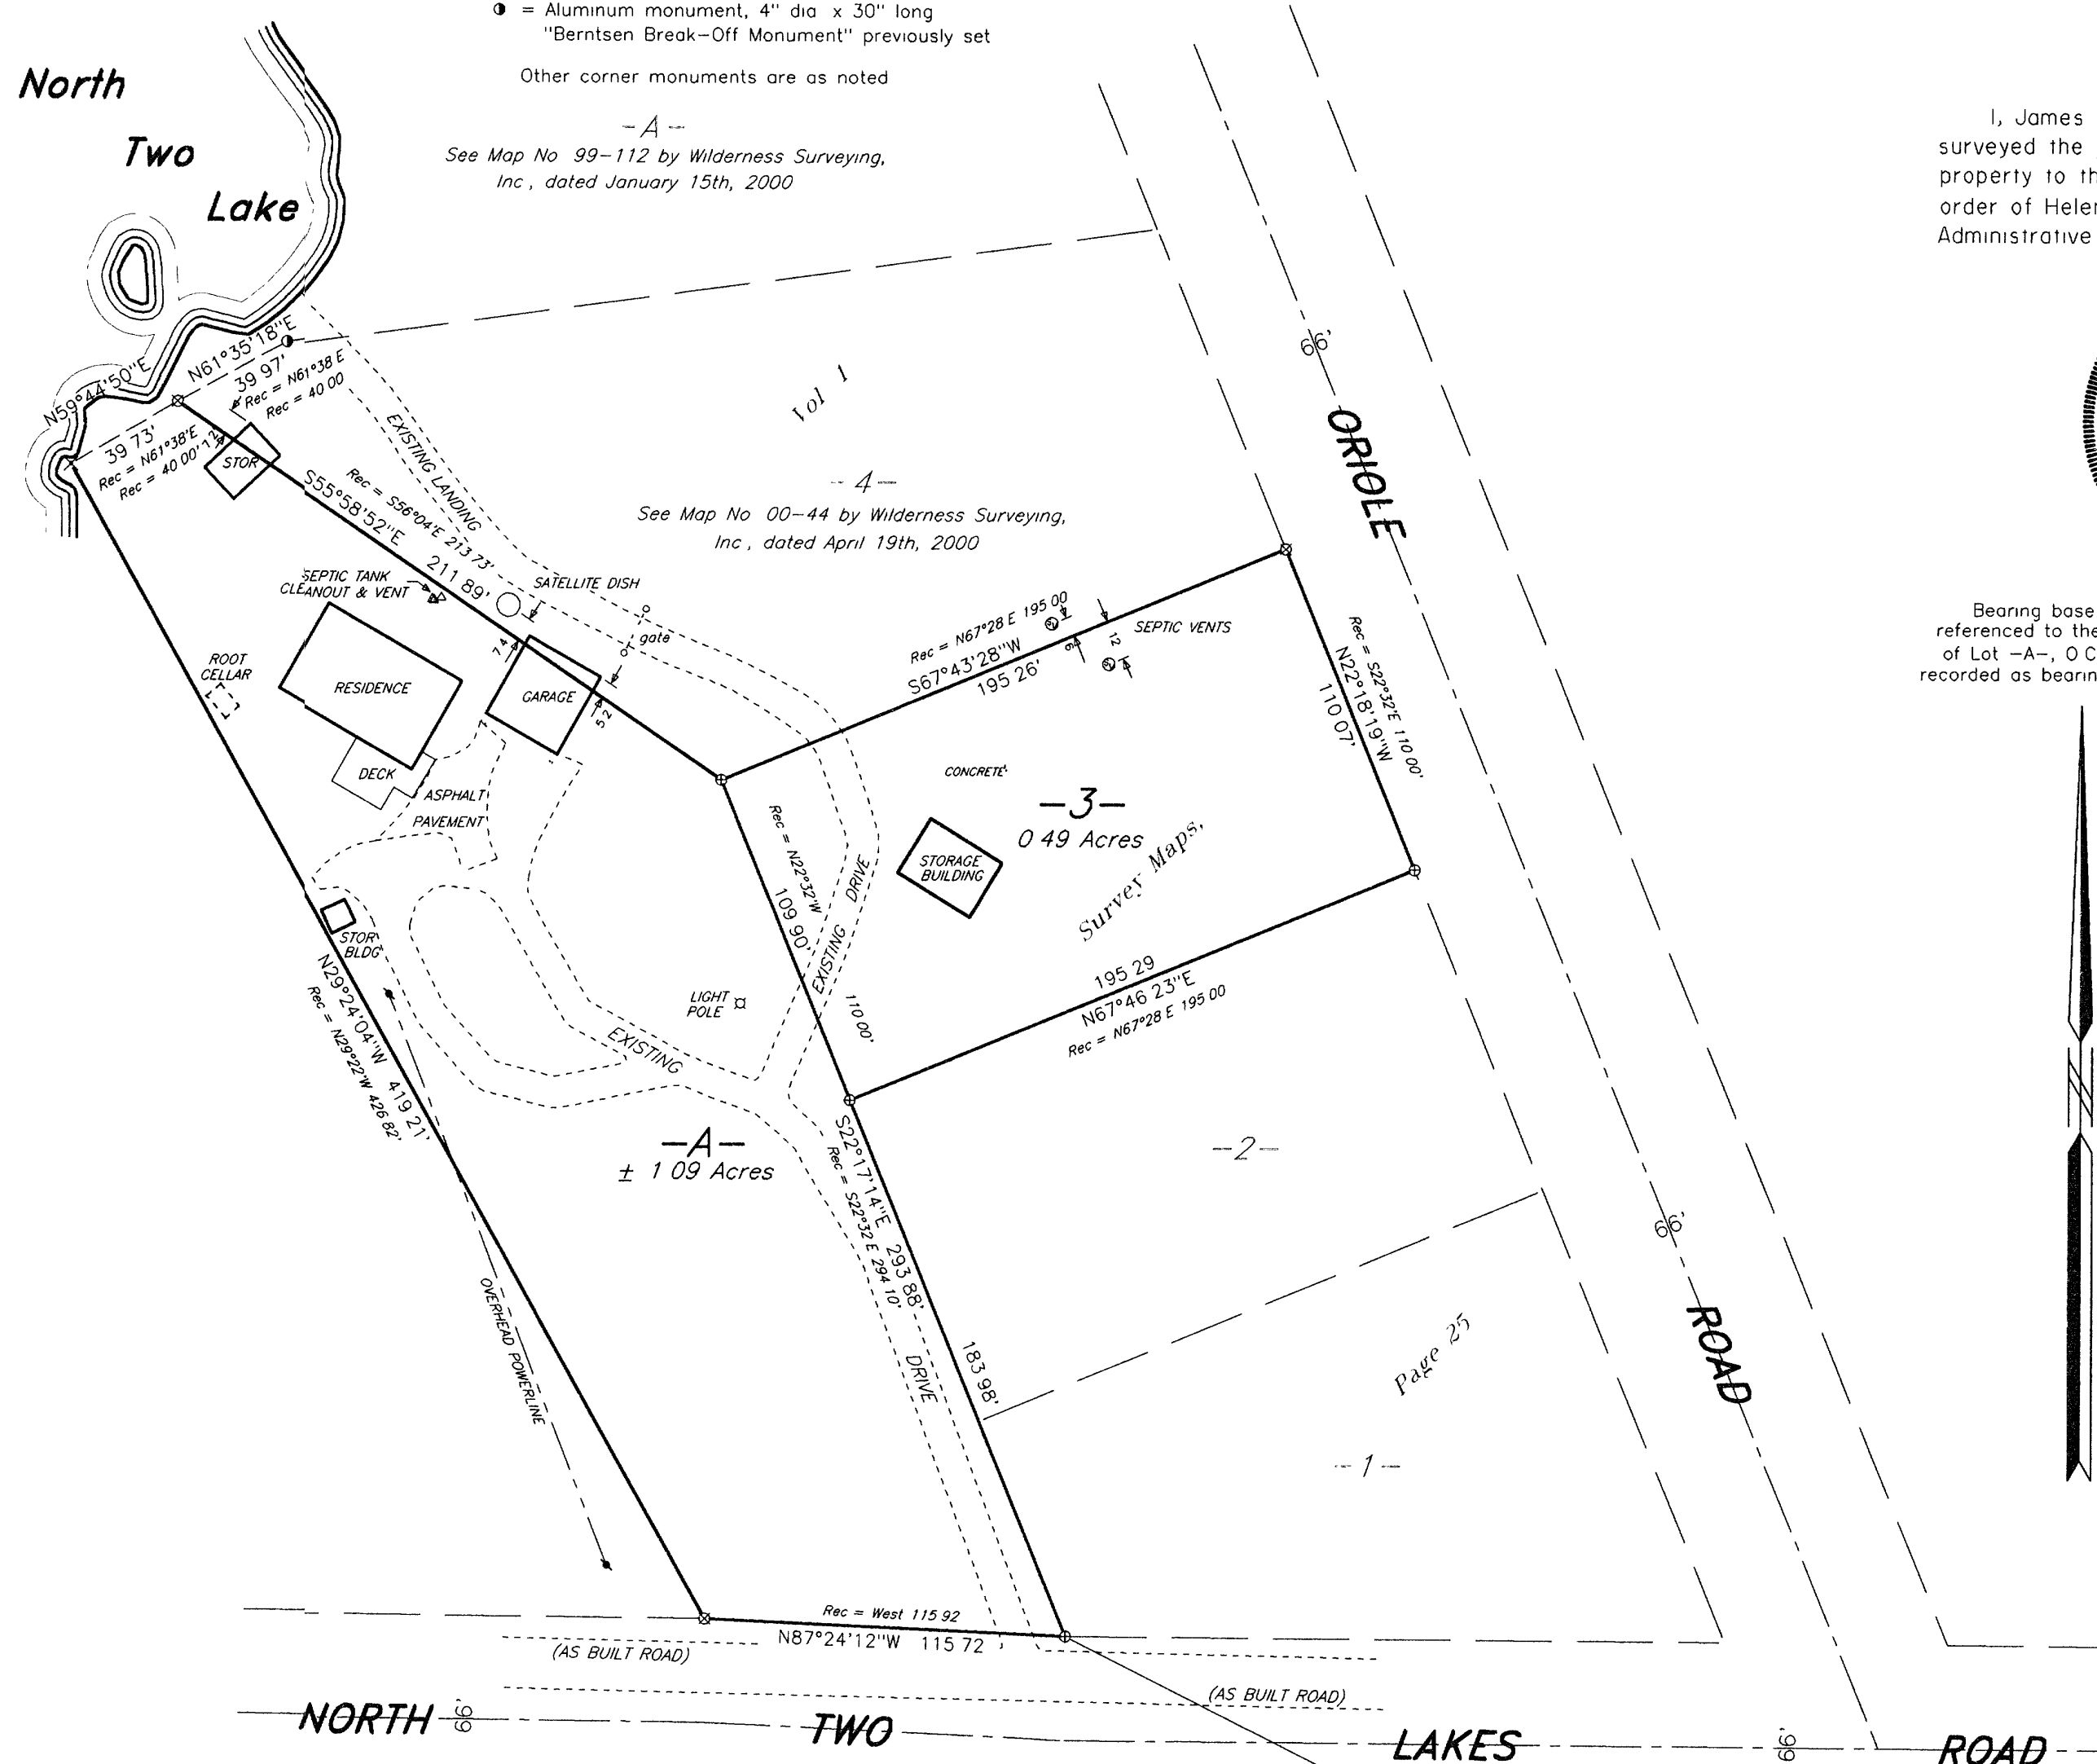 = Aluminum monument, 4" dia x 30" long
"Berntsen Break-Off Monument" previously set
Other corner monuments are as noted
North
Two
Lake
-A-
See Map No 99-112 by Wilderness Surveying,
Inc, dated January 15th, 2000
I, James
surveyed the
property to th
order of Heler
Administrative
N61°35'18"E
39 97'
Rec = N61°38 E
Rec = 40 00
N59°44'50"E
39 73'
Rec = N61°38'E
Rec = 40 00'
12
STOR
EXISTING LANDING
Rec = S56°04'E 213 73'
S55°58'52"E 211 89'
Vol 1
-4-
See Map No 00-44 by Wilderness Surveying,
Inc, dated April 19th, 2000
66'
ORIOLE
SEPTIC TANK
CLEANOUT & VENT
SATELLITE DISH
gate
7 4
5 2
ROOT
CELLAR
RESIDENCE
GARAGE
DECK
ASPHALT
PAVEMENT
Rec = N67°28 E 195 00
S67°43'28"W
195 26'
SEPTIC VENTS
12
9
Rec = S22°32'E 110 00'
N22°18'19"W
110 07'
Bearing base
referenced to the
of Lot -A-, O C
recorded as bearin
CONCRETE
-3-
0 49 Acres
STORAGE
BUILDING
Survey Maps,
Rec = N22°32'W
109 90'
110 00'
EXISTING DRIVE
195 29
N67°46 23"E
Rec = N67°28 E 195 00
STOR
BLDG
LIGHT
POLE
EXISTING
DRIVE
N29°24'04"W 419 21'
Rec = N29°22'W 426 82'
-A-
± 1 09 Acres
S22°17'14"E 293 88'
Rec = S22°32 E 294 10'
-2-
66'
ROAD
OVERHEAD POWERLINE
183 98'
Page 25
-1-
Rec = West 115 92
N87°24'12"W 115 72
(AS BUILT ROAD)
(AS BUILT ROAD)
NORTH 66' TWO LAKES 66' ROAD